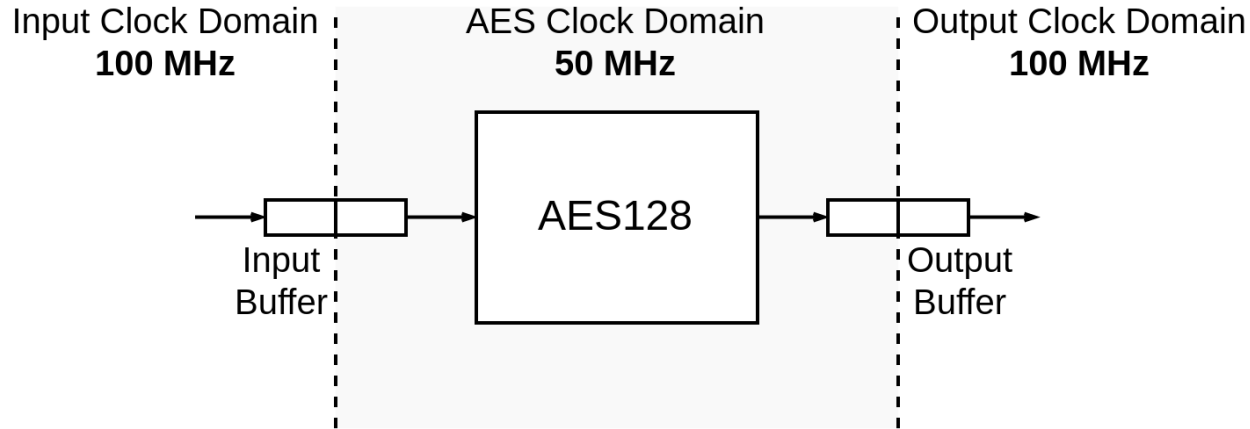 Input Clock Domain
100 MHz
AES Clock Domain
50 MHz
Output Clock Domain
100 MHz
AES128
Input
Buffer
Output
Buffer